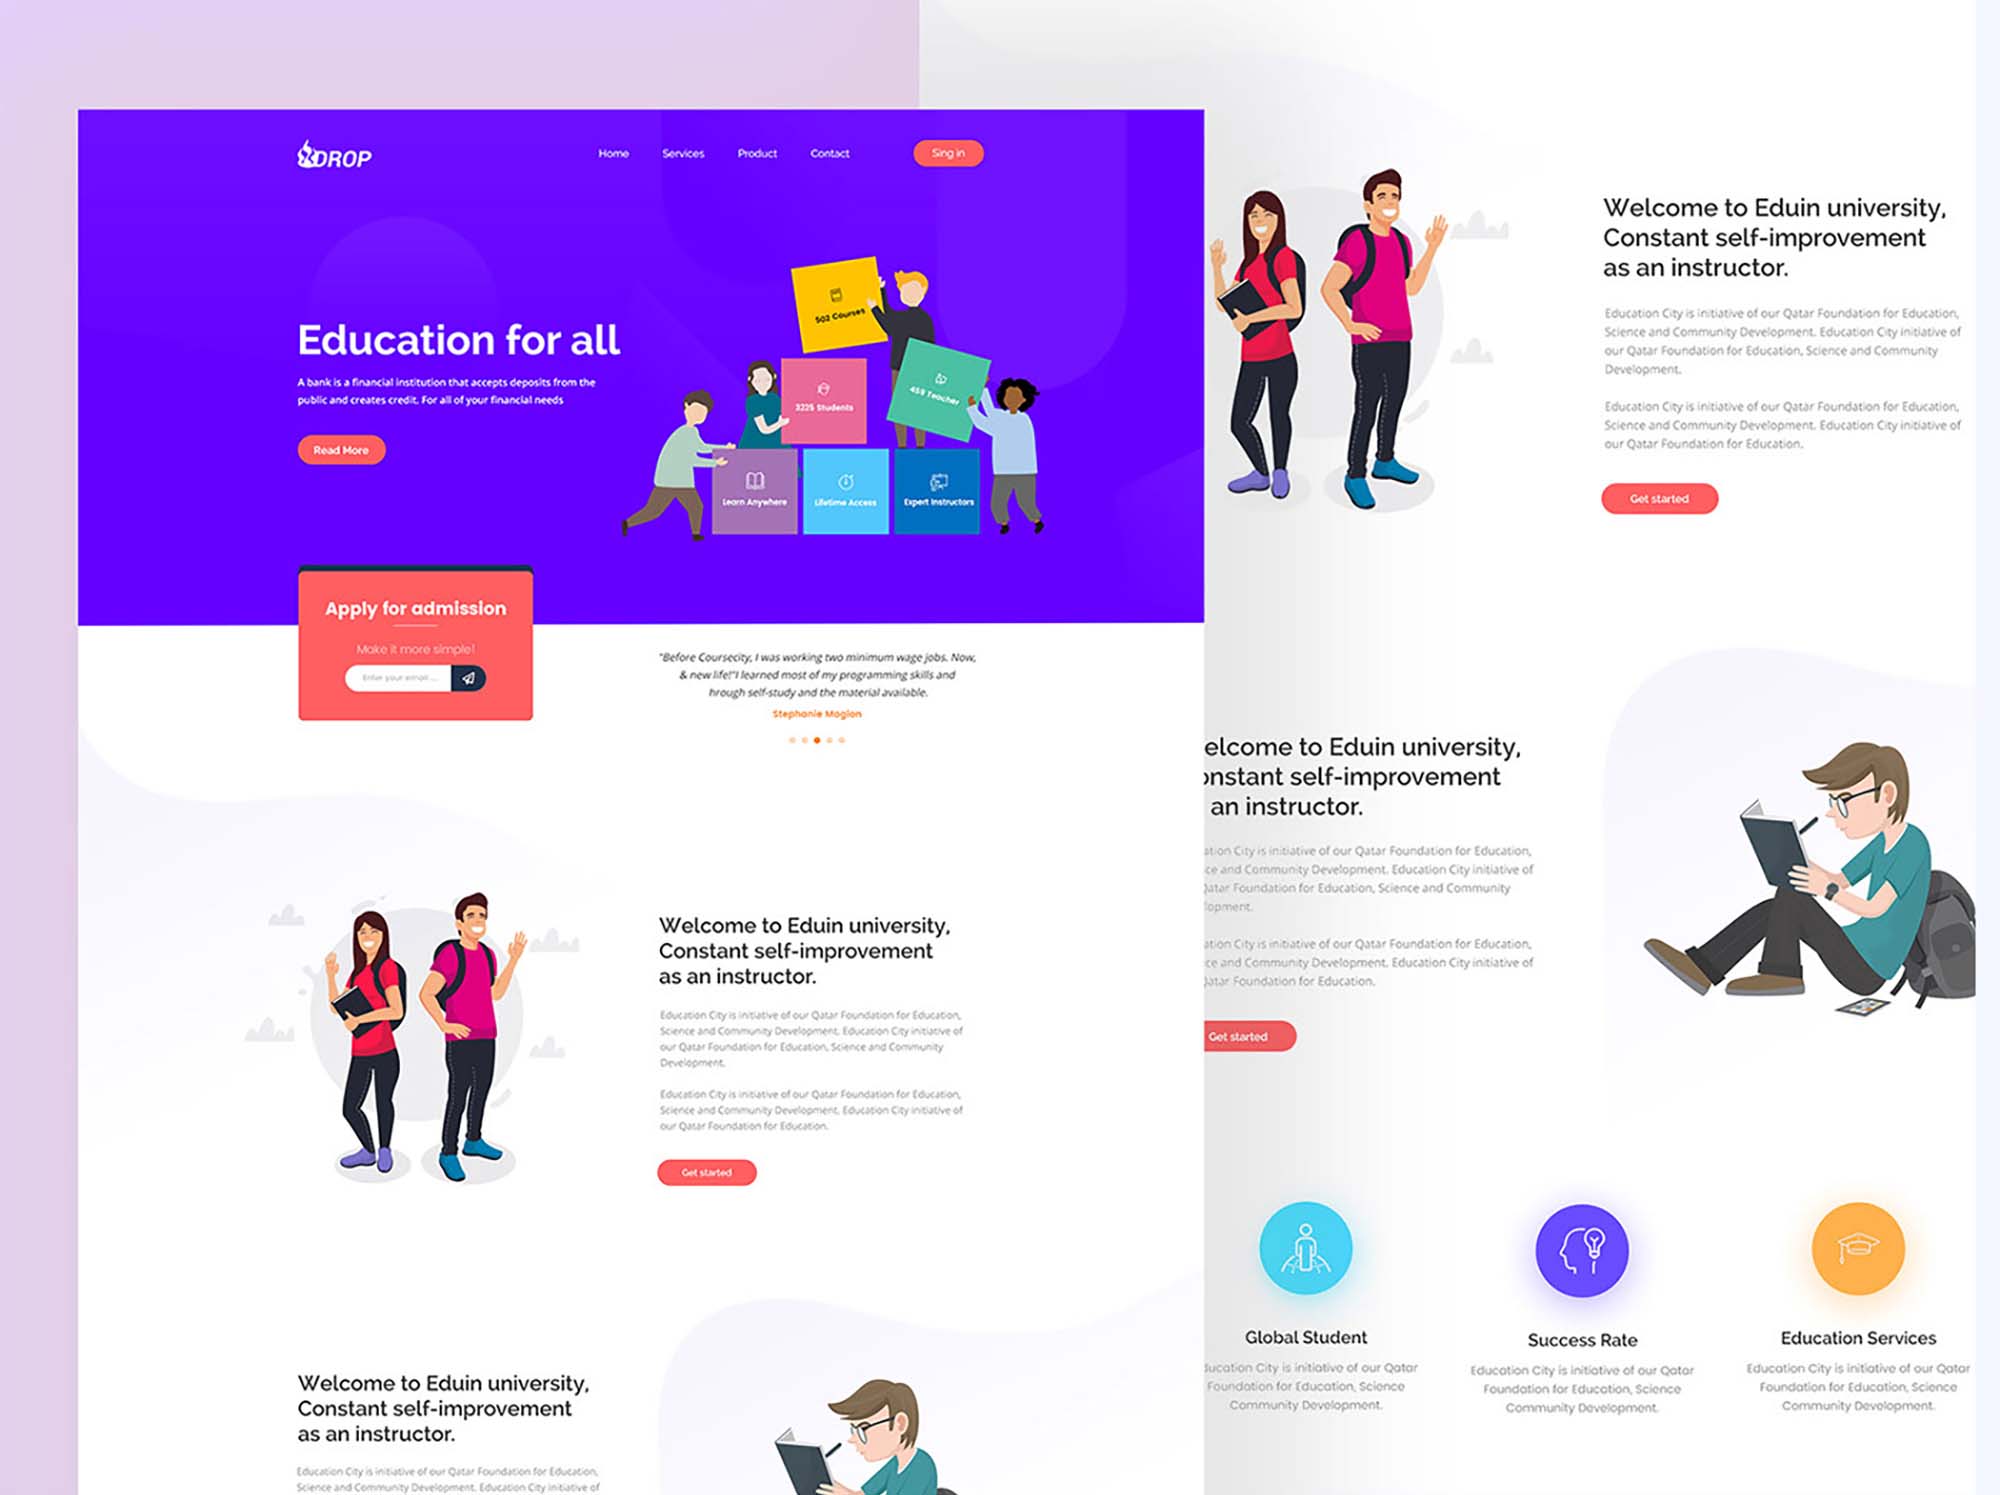 XDROP
Home
Services
Product
Contact
Sing in
Education for all
A bank is a financial institution that accepts deposits from the
public and creates credit. For all of your financial needs
Read More
502 Courses
3225 Students
459 Teacher
Learn Anywhere
Lifetime Access
Expert Instructors
Apply for admission
Make it more simple!
Enter your email ....
"Before Coursecity, I was working two minimum wage jobs. Now,
& new life!"I learned most of my programming skills and
hrough self-study and the material available.
Stephanie Moglon
Welcome to Eduin university,
Constant self-improvement
as an instructor.
Education City is initiative of our Qatar Foundation for Education,
Science and Community Development. Education City initiative of
our Qatar Foundation for Education, Science and Community
Development.
Education City is initiative of our Qatar Foundation for Education,
Science and Community Development. Education City initiative of
our Qatar Foundation for Education.
Get started
Welcome to Eduin university,
Constant self-improvement
as an instructor.
Education City is initiative of our Qatar Foundation for Education,
Science and Community Development. Education City initiative of
Welcome to Eduin university,
Constant self-improvement
as an instructor.
Education City is initiative of our Qatar Foundation for Education,
Science and Community Development. Education City initiative of
our Qatar Foundation for Education, Science and Community
Development.
Education City is initiative of our Qatar Foundation for Education,
Science and Community Development. Education City initiative of
our Qatar Foundation for Education.
Get started
elcome to Eduin university,
onstant self-improvement
an instructor.
ation City is initiative of our Qatar Foundation for Education,
ce and Community Development. Education City initiative of
Qatar Foundation for Education, Science and Community
lopment.
ation City is initiative of our Qatar Foundation for Education,
ce and Community Development. Education City initiative of
Qatar Foundation for Education.
Get started
Global Student
ducation City is initiative of our Qatar
Foundation for Education, Science
Community Development.
Success Rate
Education City is initiative of our Qatar
Foundation for Education, Science
Community Development.
Education Services
Education City is initiative of our Qatar
Foundation for Education, Science
Community Development.